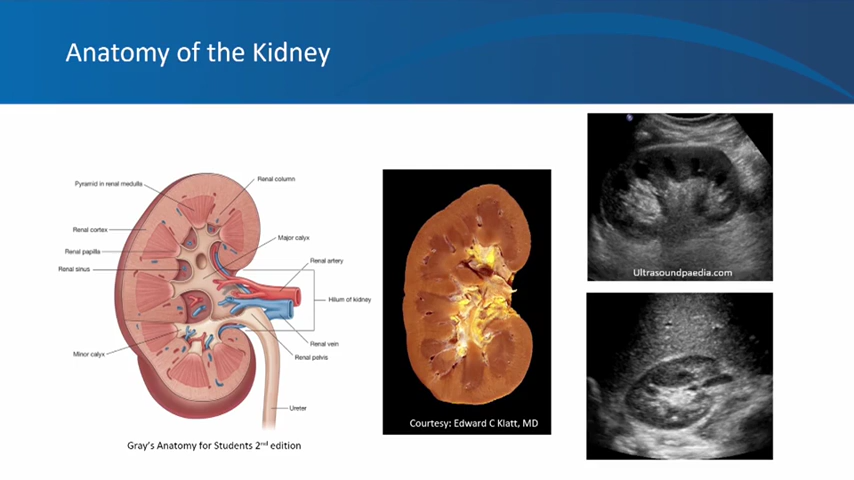 Anatomy of the Kidney
Pyramid in renal medulla
Renal column
Renal cortex
Renal papilla
Renal sinus
Major calyx
Renal artery
Hilum of kidney
Renal vein
Renal pelvis
Minor calyx
Ureter
Gray's Anatomy for Students 2nd edition
Courtesy: Edward C Klatt, MD
Ultrasoundpaedia.com